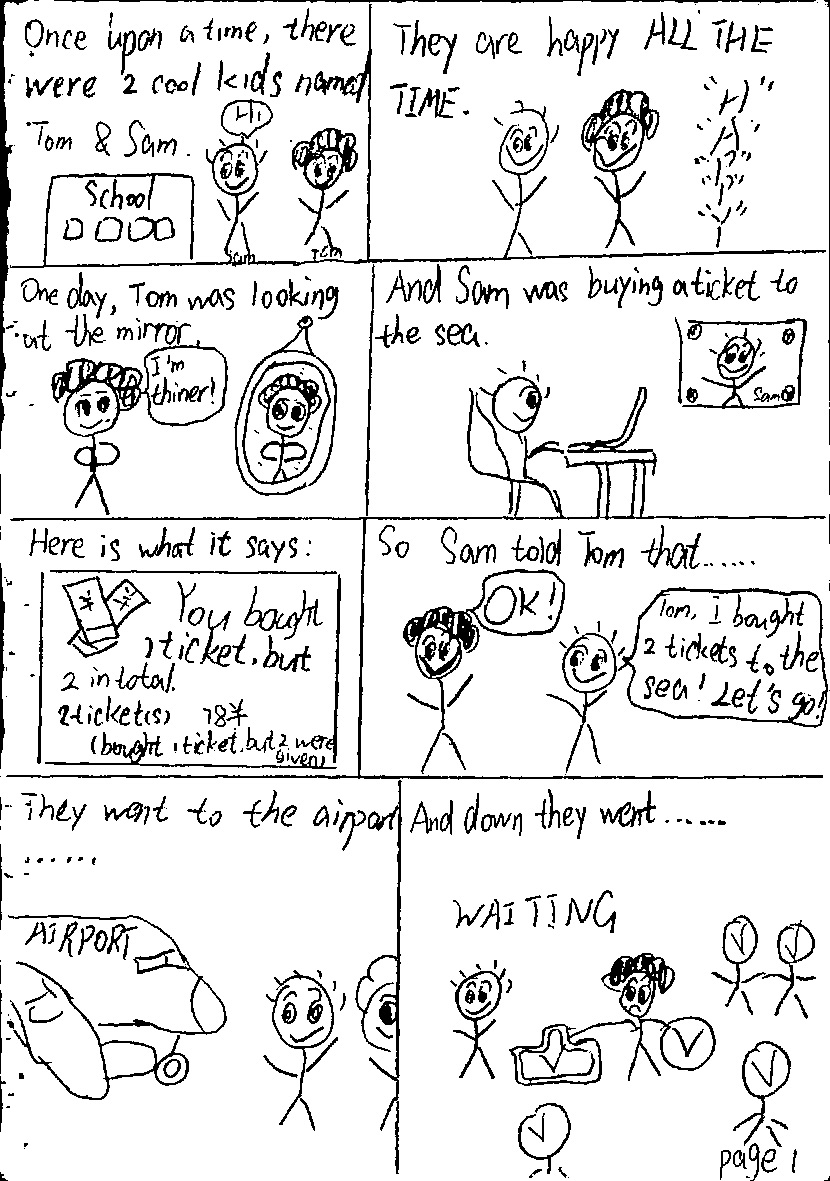 Once upon a time, there
were 2 cool kids named
Tom & Sam.
Hi
School
Sam
Tom
They are happy ALL THE
TIME.
One day, Tom was looking
at the mirror.
I'm
thiner!
And Sam was buying a ticket to
the sea.
Sam
Here is what it says:
You bought
1 ticket, but
2 in total.
2 ticket(s) 78¥
(bought 1 ticket, but 2 were
given)
So Sam told Tom that......
OK!
Tom, I bought
2 tickets to the
sea! Let's go!
They went to the airport
......
AIRPORT
And down they went......
WAITING
page 1